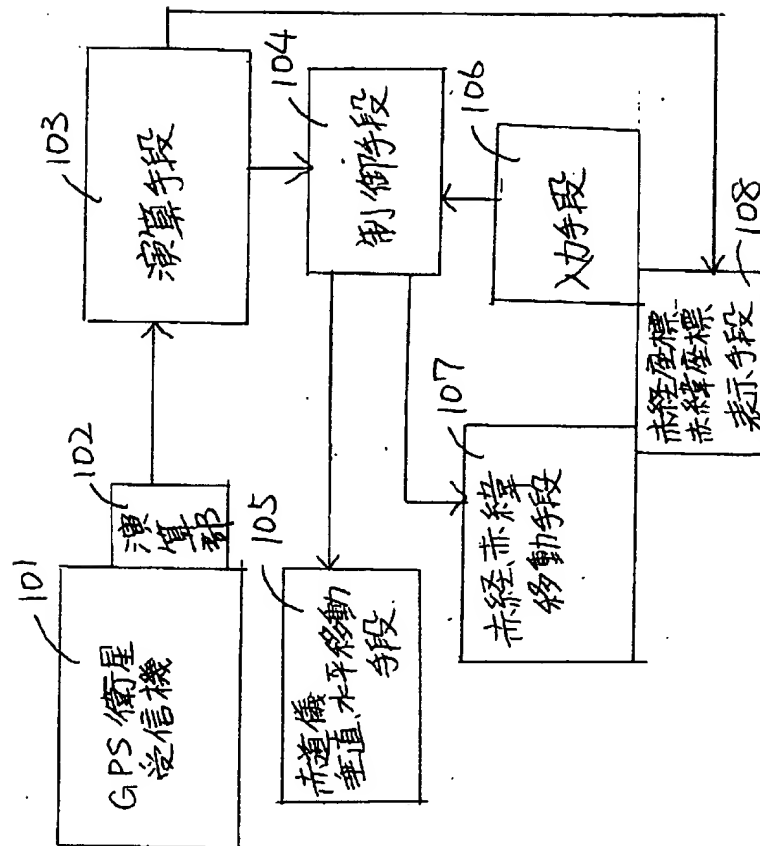 101
GPS衛星
受信機
102
演算部
103
演算手段
105
赤道儀
垂直、水平移動
手段
104
制御手段
107
赤経、赤緯
移動手段
106
入力手段
赤経座標
赤緯座標
表示手段
108